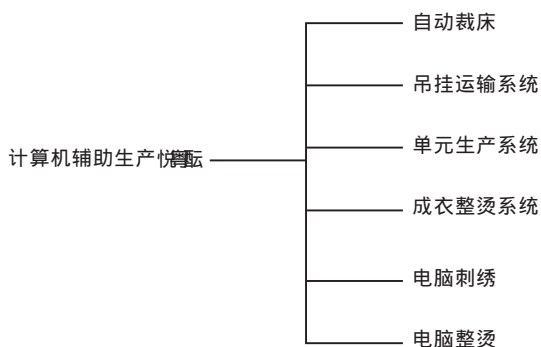 计算机辅助生产
自动裁床
吊挂运输系统
单元生产系统
成衣整烫系统
电脑刺绣
电脑整烫